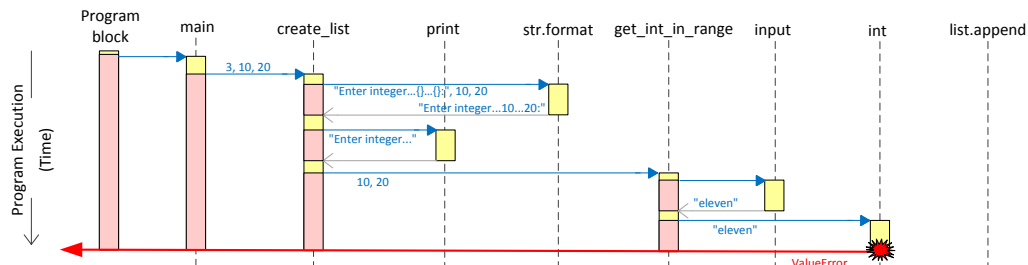 Program
block
main
create_list
print
str.format
get_int_in_range
input
int
list.append
Program Execution
(Time)
3, 10, 20
"Enter integer...{}...{}:", 10, 20
"Enter integer...10...20:"
"Enter integer..."
10, 20
"eleven"
"eleven"
ValueError